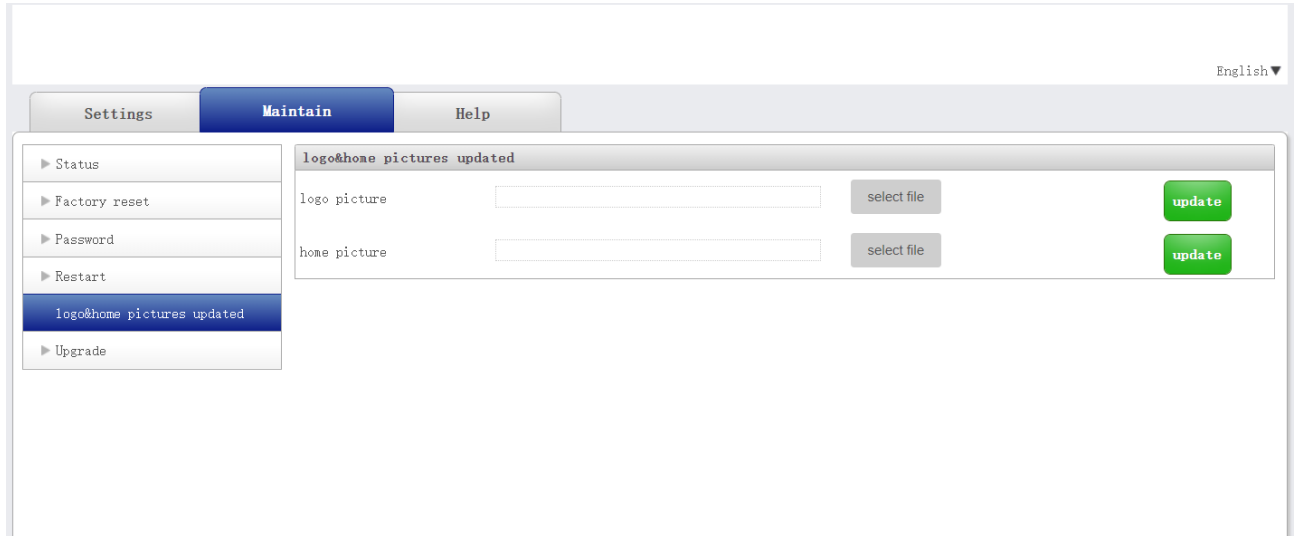 English▼
Settings
Maintain
Help
Status
Factory reset
Password
Restart
logo&home pictures updated
Upgrade
logo&home pictures updated
logo picture
select file
update
home picture
select file
update